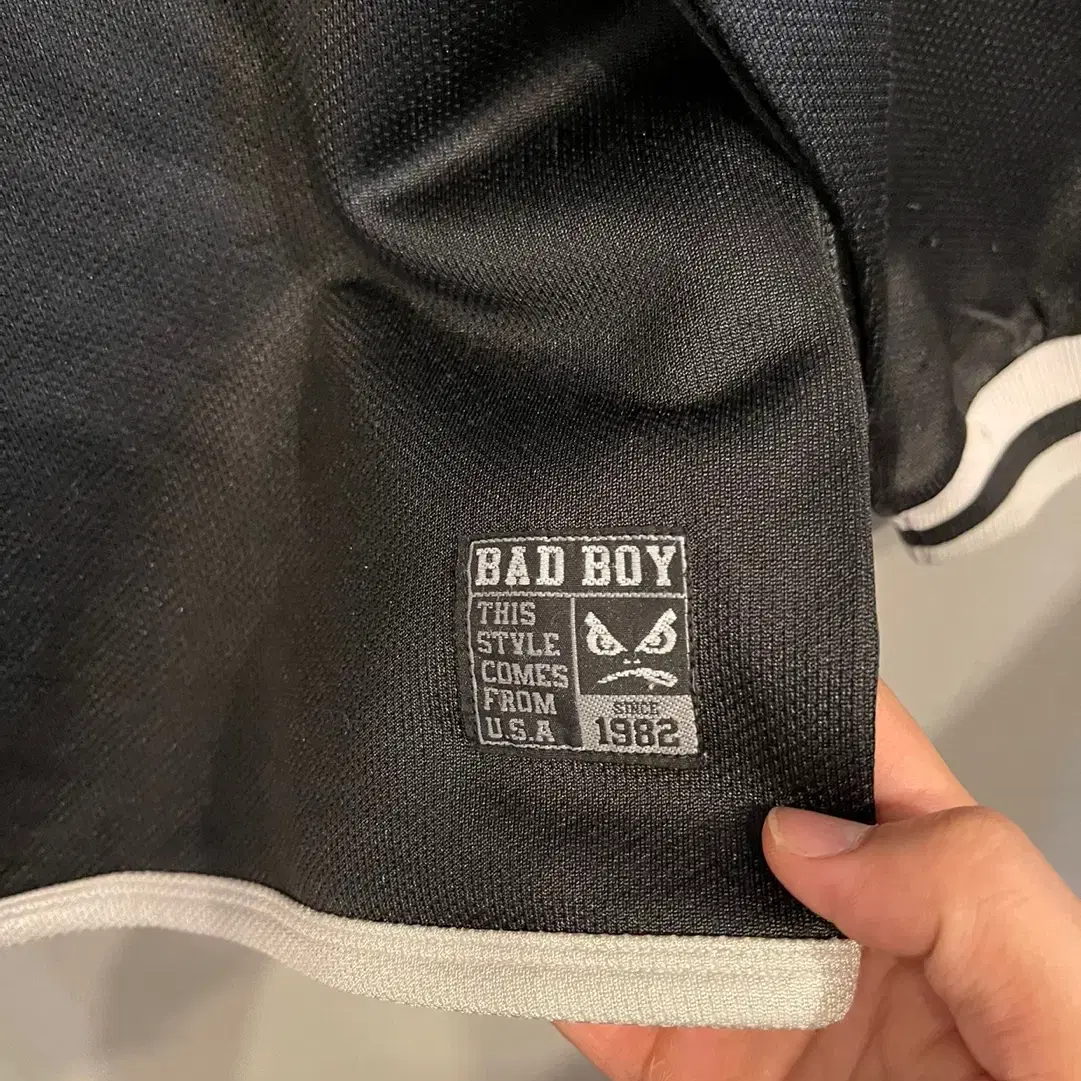 BAD BOY
THIS
STYLE
COMES
FROM
U.S.A
SINCE
1982